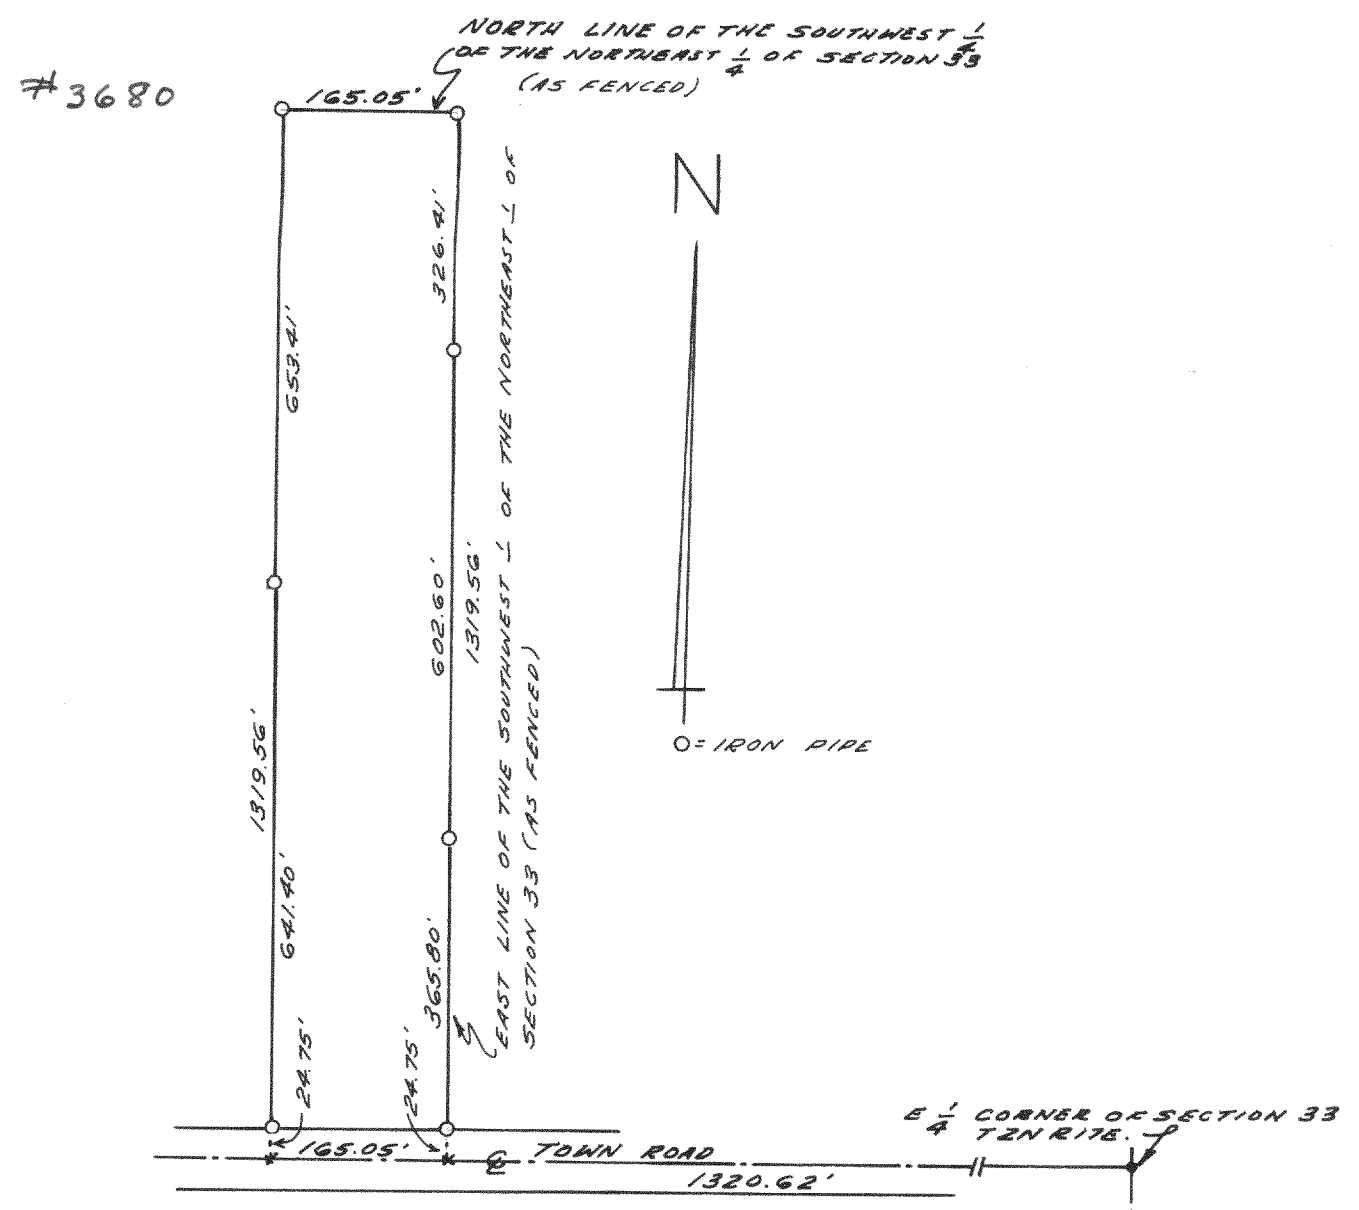 NORTH LINE OF THE SOUTHWEST 1/4
OF THE NORTHEAST 1/4 OF SECTION 33
(AS FENCED)
#3680
165.05'
N
326.41'
653.41'
EAST LINE OF THE SOUTHWEST 1 OF THE NORTHEAST 1 OF
SECTION 33 (AS FENCED)
602.60'
1319.56'
O = IRON PIPE
1319.56'
641.40'
365.80'
24.75'
24.75'
E 1/4 CORNER OF SECTION 33
T2N R17E.
165.05'
℄ TOWN ROAD
1320.62'